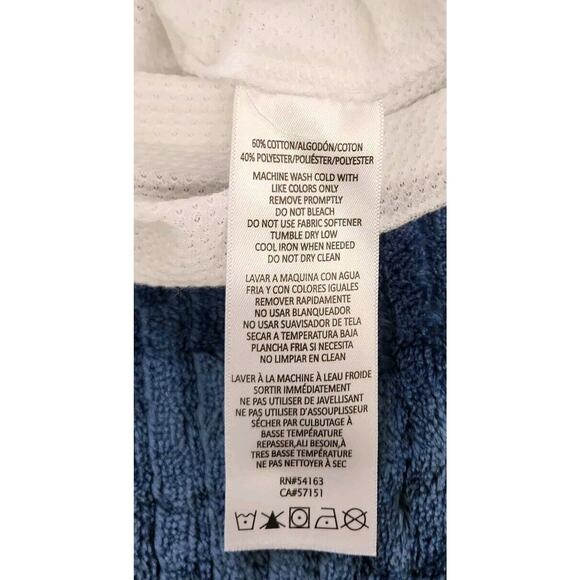 60% COTTON/ALGODÓN/COTON
40% POLYESTER/POLIÉSTER/POLYESTER
MACHINE WASH COLD WITH
LIKE COLORS ONLY
REMOVE PROMPTLY
DO NOT BLEACH
DO NOT USE FABRIC SOFTENER
TUMBLE DRY LOW
COOL IRON WHEN NEEDED
DO NOT DRY CLEAN
LAVAR A MAQUINA CON AGUA
FRIA Y CON COLORES IGUALES
REMOVER RAPIDAMENTE
NO USAR BLANQUEADOR
NO USAR SUAVISADOR DE TELA
SECAR A TEMPERATURA BAJA
PLANCHA FRIA SI NECESITA
NO LIMPIAR EN CLEAN
LAVER À LA MACHINE À LEAU FROIDE
SORTIR IMMÉDIATEMENT
NE PAS UTILISER DE JAVELLISANT
NE PAS UTILISER D'ASSOUPLISEUR
SÉCHER PAR CULBUTAGE À
BASSE TEMPÉRATURE
REPASSER,ALI BESOIN,À
TRES BASSE TEMPÉRATURE
NE PAS NETTOYER À SEC
RN#54163
CA#57151